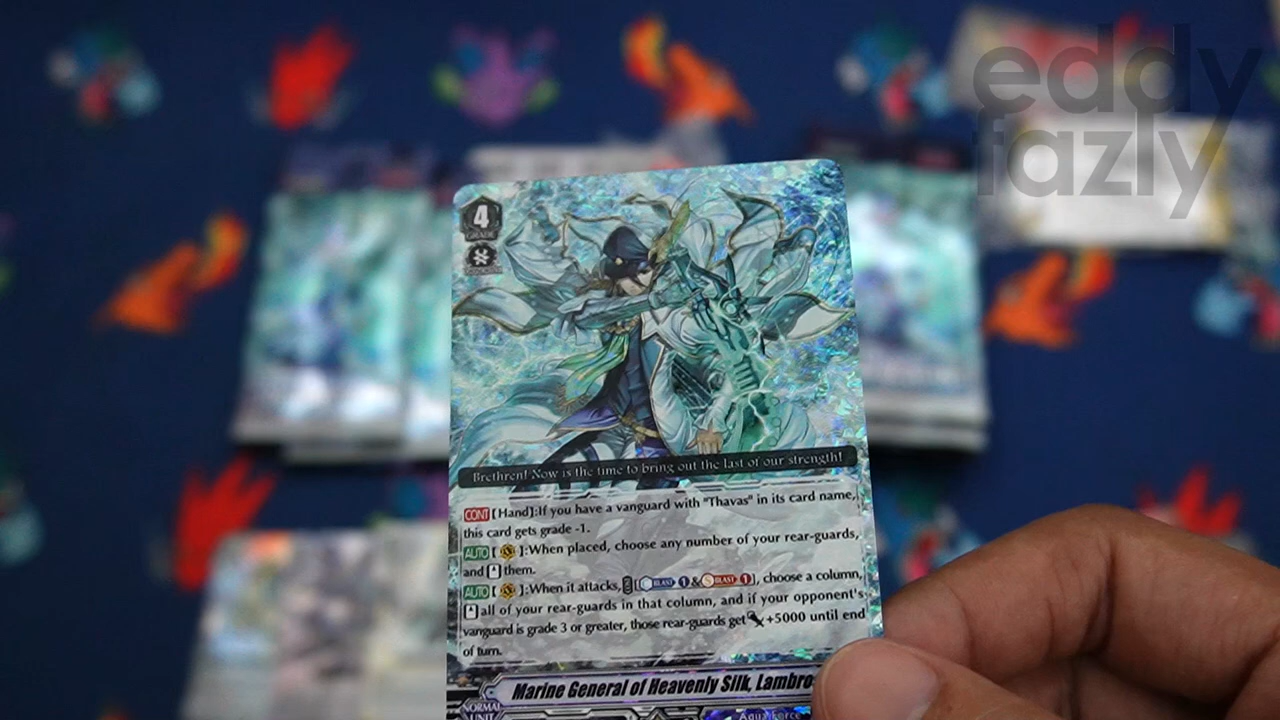 eddy
fazly
4
Brethren! Now is the time to bring out the last of our strength!
CONT [Hand]:If you have a vanguard with "Thavas" in its card name,
this card gets grade -1.
AUTO [ ]:When placed, choose any number of your rear-guards,
and them.
AUTO [ ]:When it attacks, [ BLAST 1 & BLAST 1 ], choose a column,
all of your rear-guards in that column, and if your opponent's
vanguard is grade 3 or greater, those rear-guards get +5000 until end
of turn.
Marine General of Heavenly Silk, Lambro
NORMAL
UNIT
Aqua Force